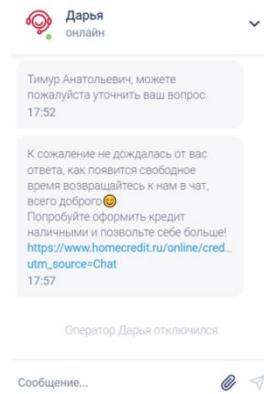 Дарья
онлайн
Тимур Анатольевич, можете
пожалуйста уточнить ваш вопрос.
17:52
К сожаление не дождалась от вас
ответа, как появится свободное
время возвращайтесь к нам в чат,
всего доброго😊
Попробуйте оформить кредит
наличными и позвольте себе больше!
https://www.homecredit.ru/online/cred...
utm_source=Chat
17:57
Оператор Дарья отключился
Сообщение...